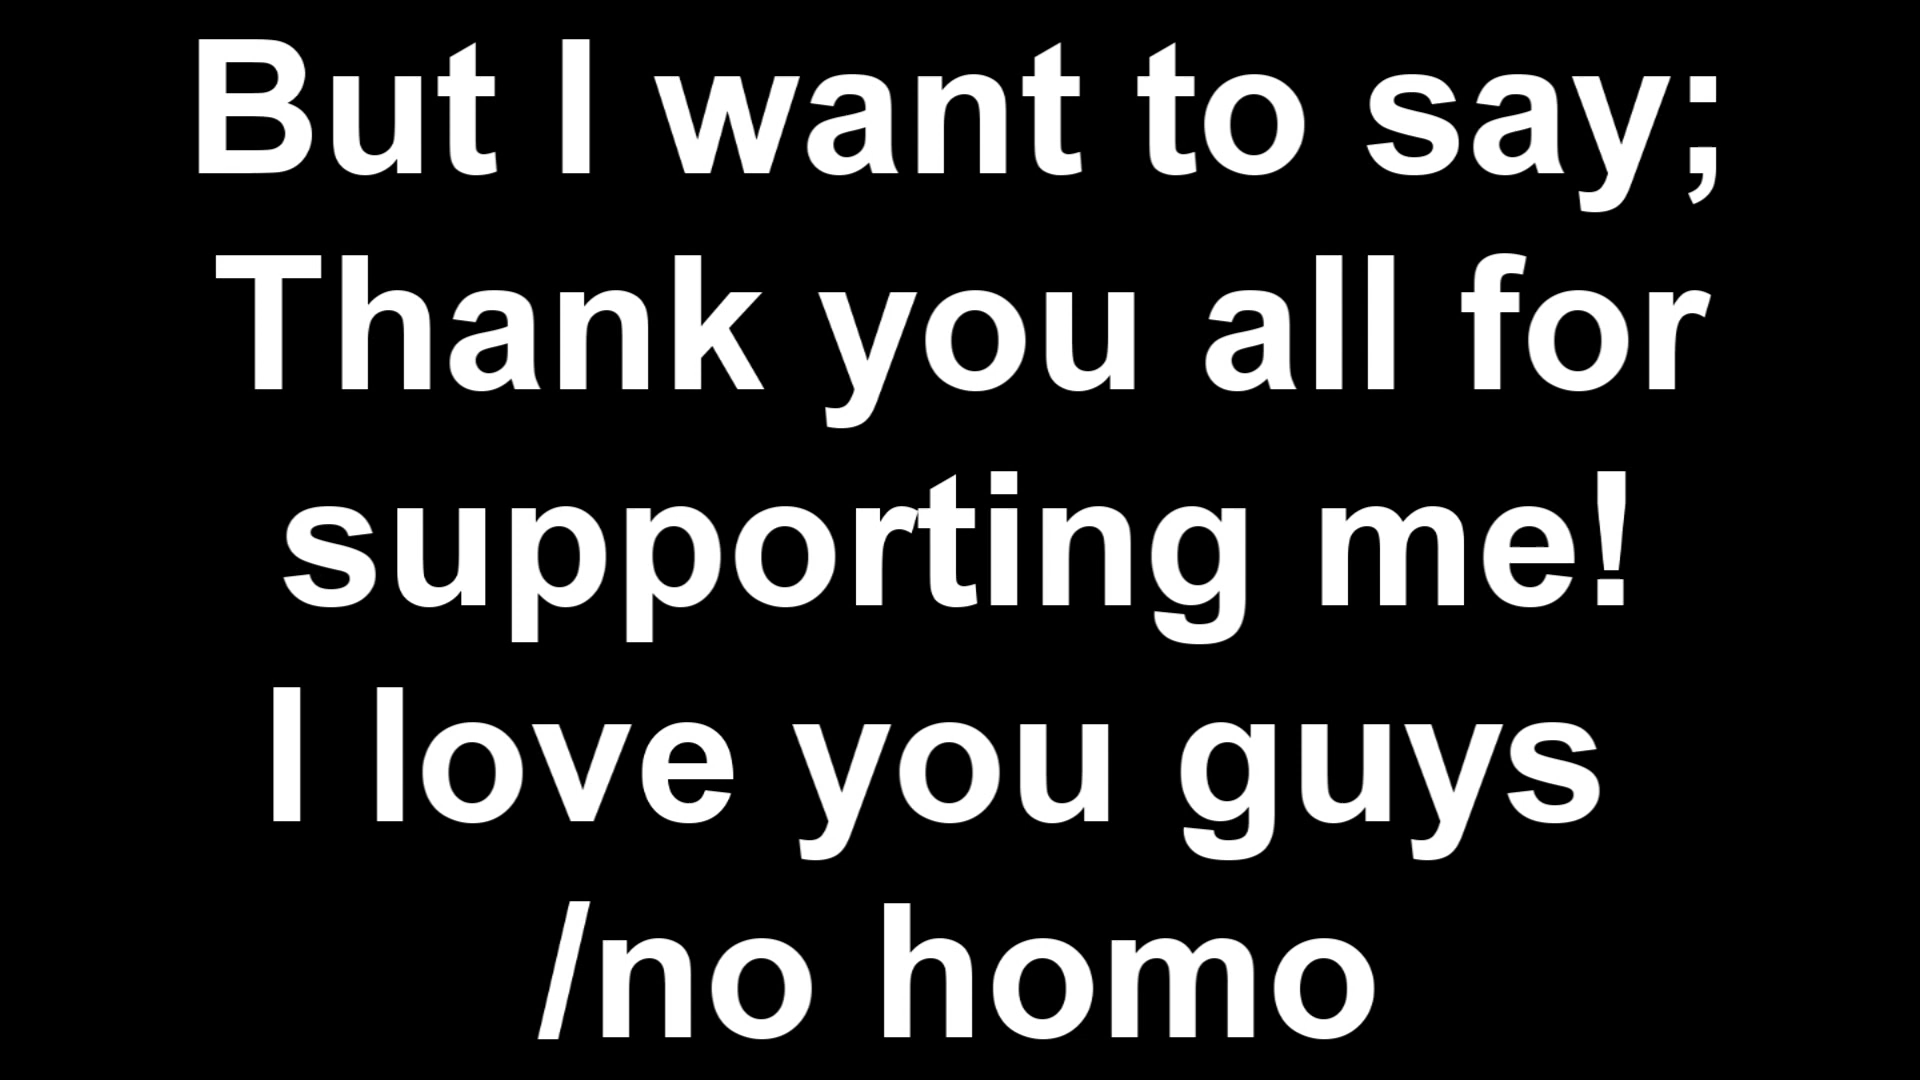 But I want to say;
Thank you all for
supporting me!
I love you guys
/no homo